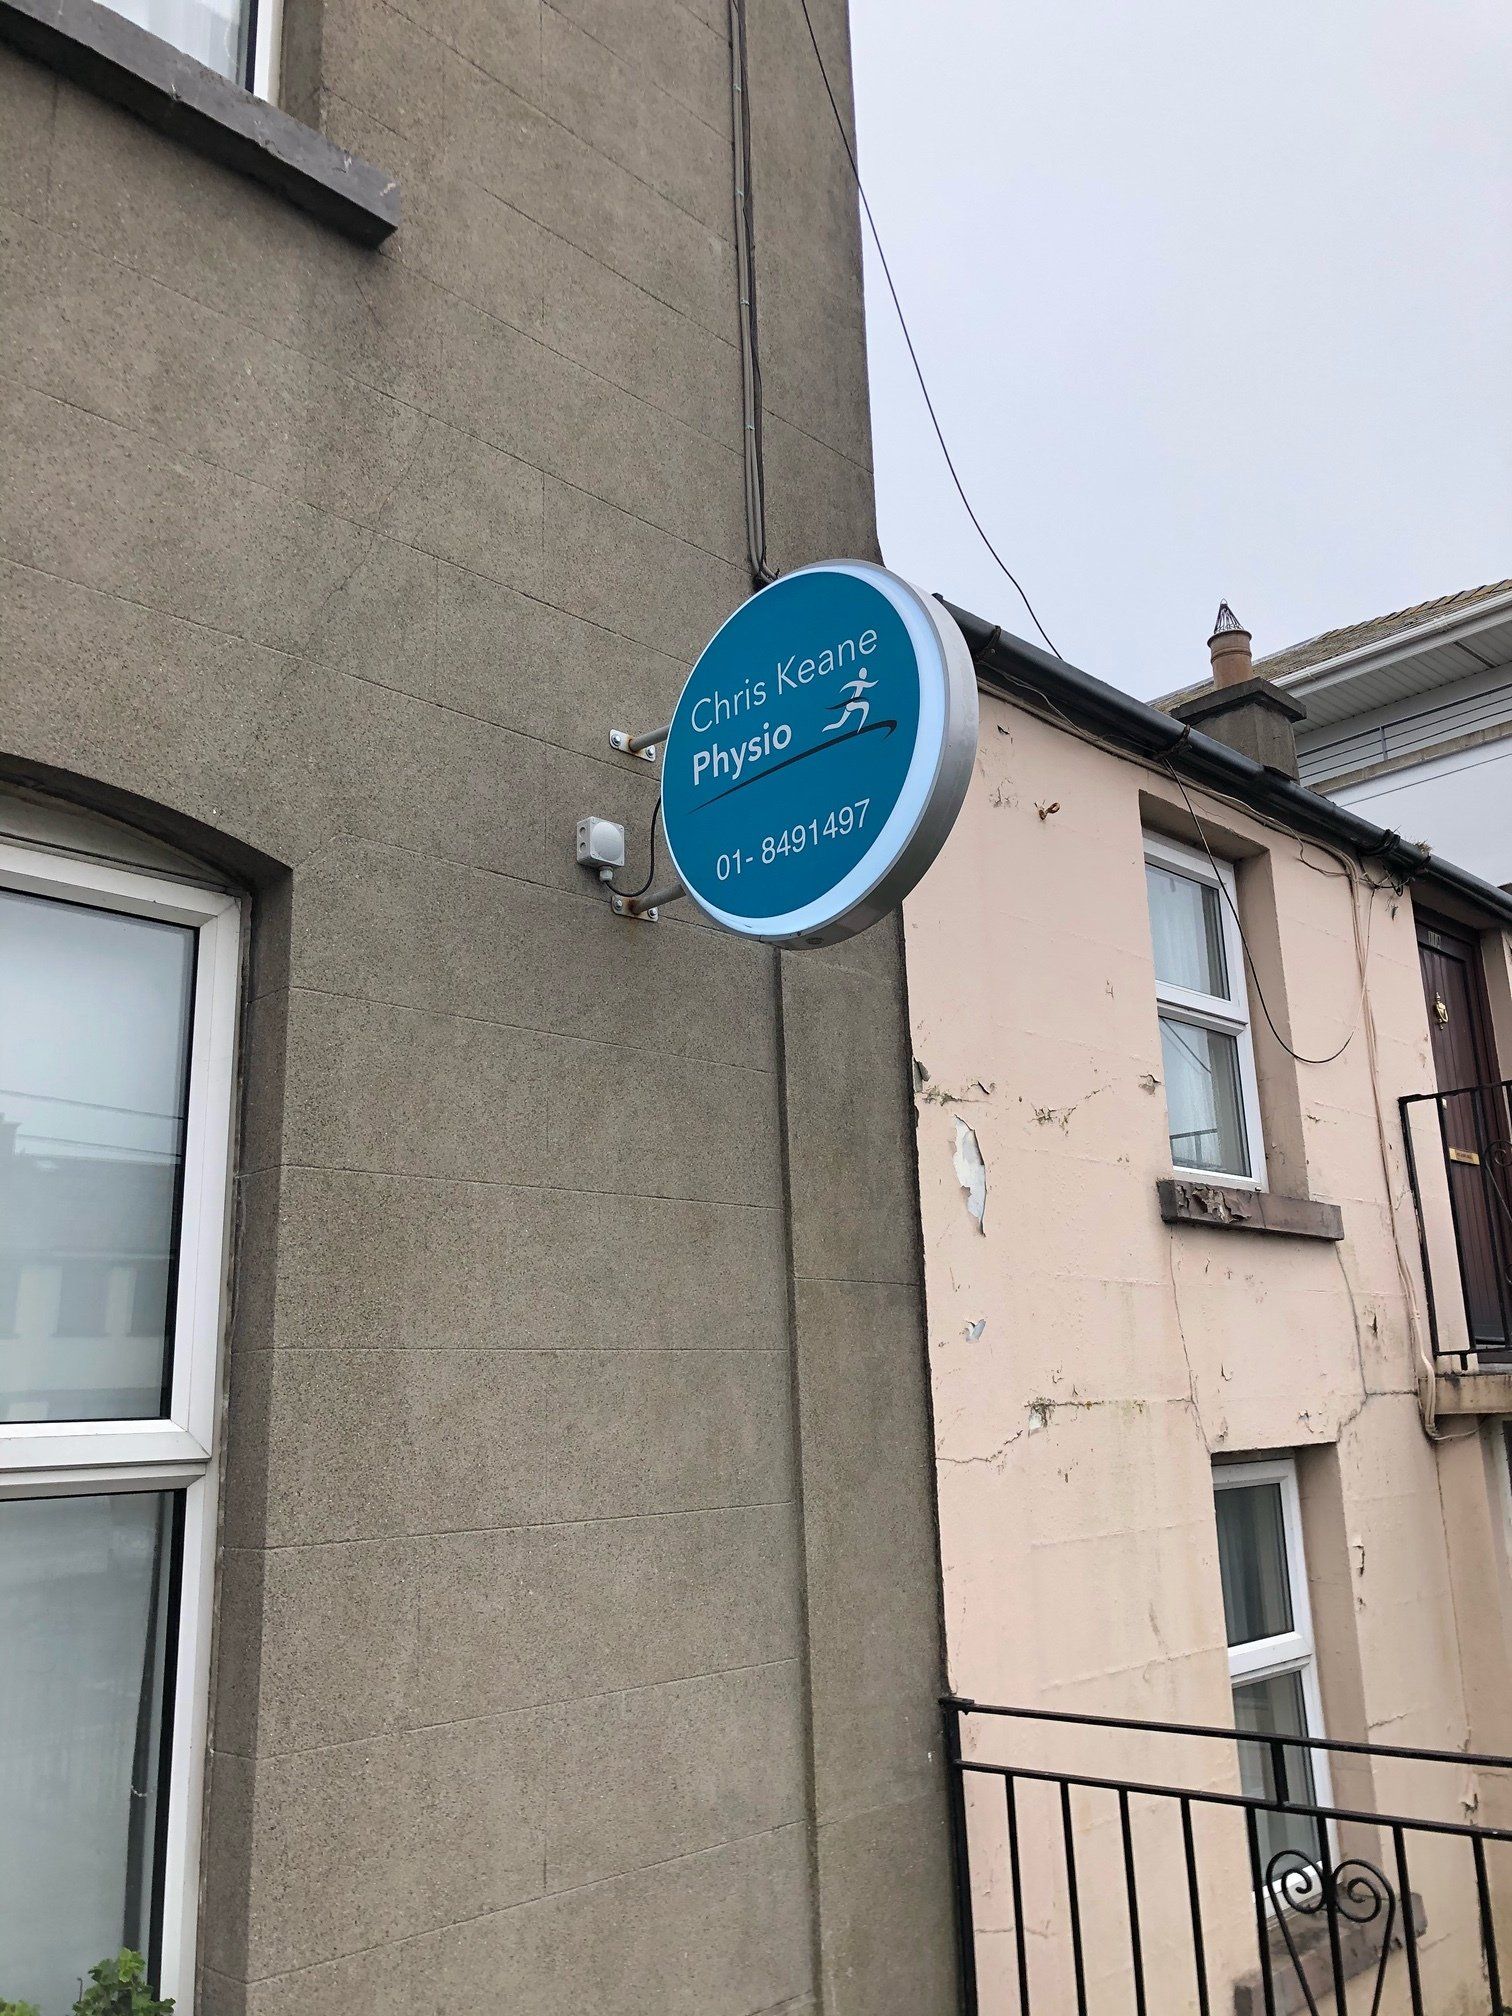 Chris Keane
Physio
01- 8491497